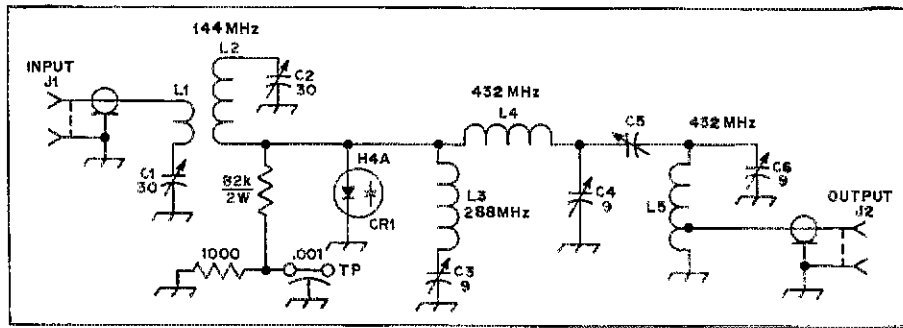 144 MHz
L2
INPUT
J1
L1
C2
30
C1
30
82k
2W
H4A
CR1
1000
.001
TP
432 MHz
L4
C5
432 MHz
L3
288MHz
C3
9
C4
9
L5
C6
9
OUTPUT
J2